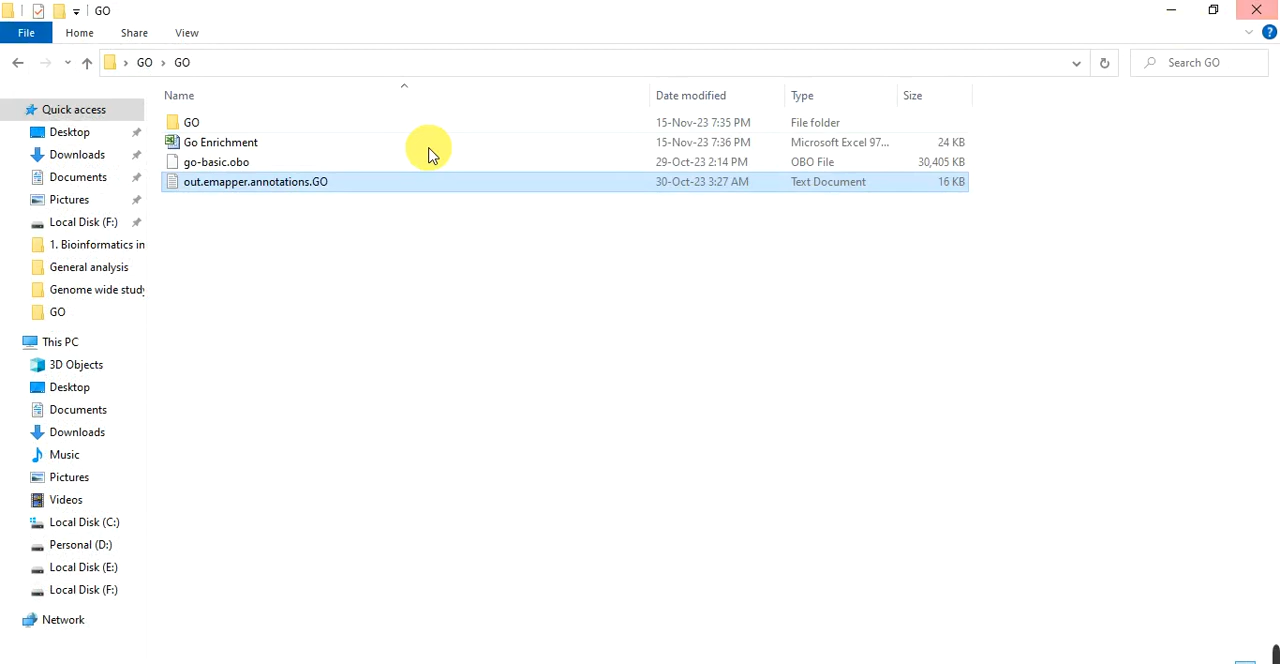 GO
File Home Share View
GO › GO Search GO
Name Date modified Type Size
Quick access
Desktop
Downloads
Documents
Pictures
Local Disk (F:)
1. Bioinformatics in
General analysis
Genome wide study
GO
This PC
3D Objects
Desktop
Documents
Downloads
Music
Pictures
Videos
Local Disk (C:)
Personal (D:)
Local Disk (E:)
Local Disk (F:)
Network
GO 15-Nov-23 7:35 PM File folder
Go Enrichment 15-Nov-23 7:36 PM Microsoft Excel 97... 24 KB
go-basic.obo 29-Oct-23 2:14 PM OBO File 30,405 KB
out.emapper.annotations.GO 30-Oct-23 3:27 AM Text Document 16 KB